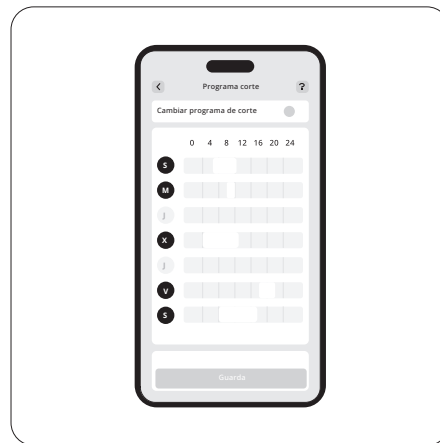 Programa corte ?
Cambiar programa de corte
0 4 8 12 16 20 24
S
M
J
X
J
V
S
Guarda